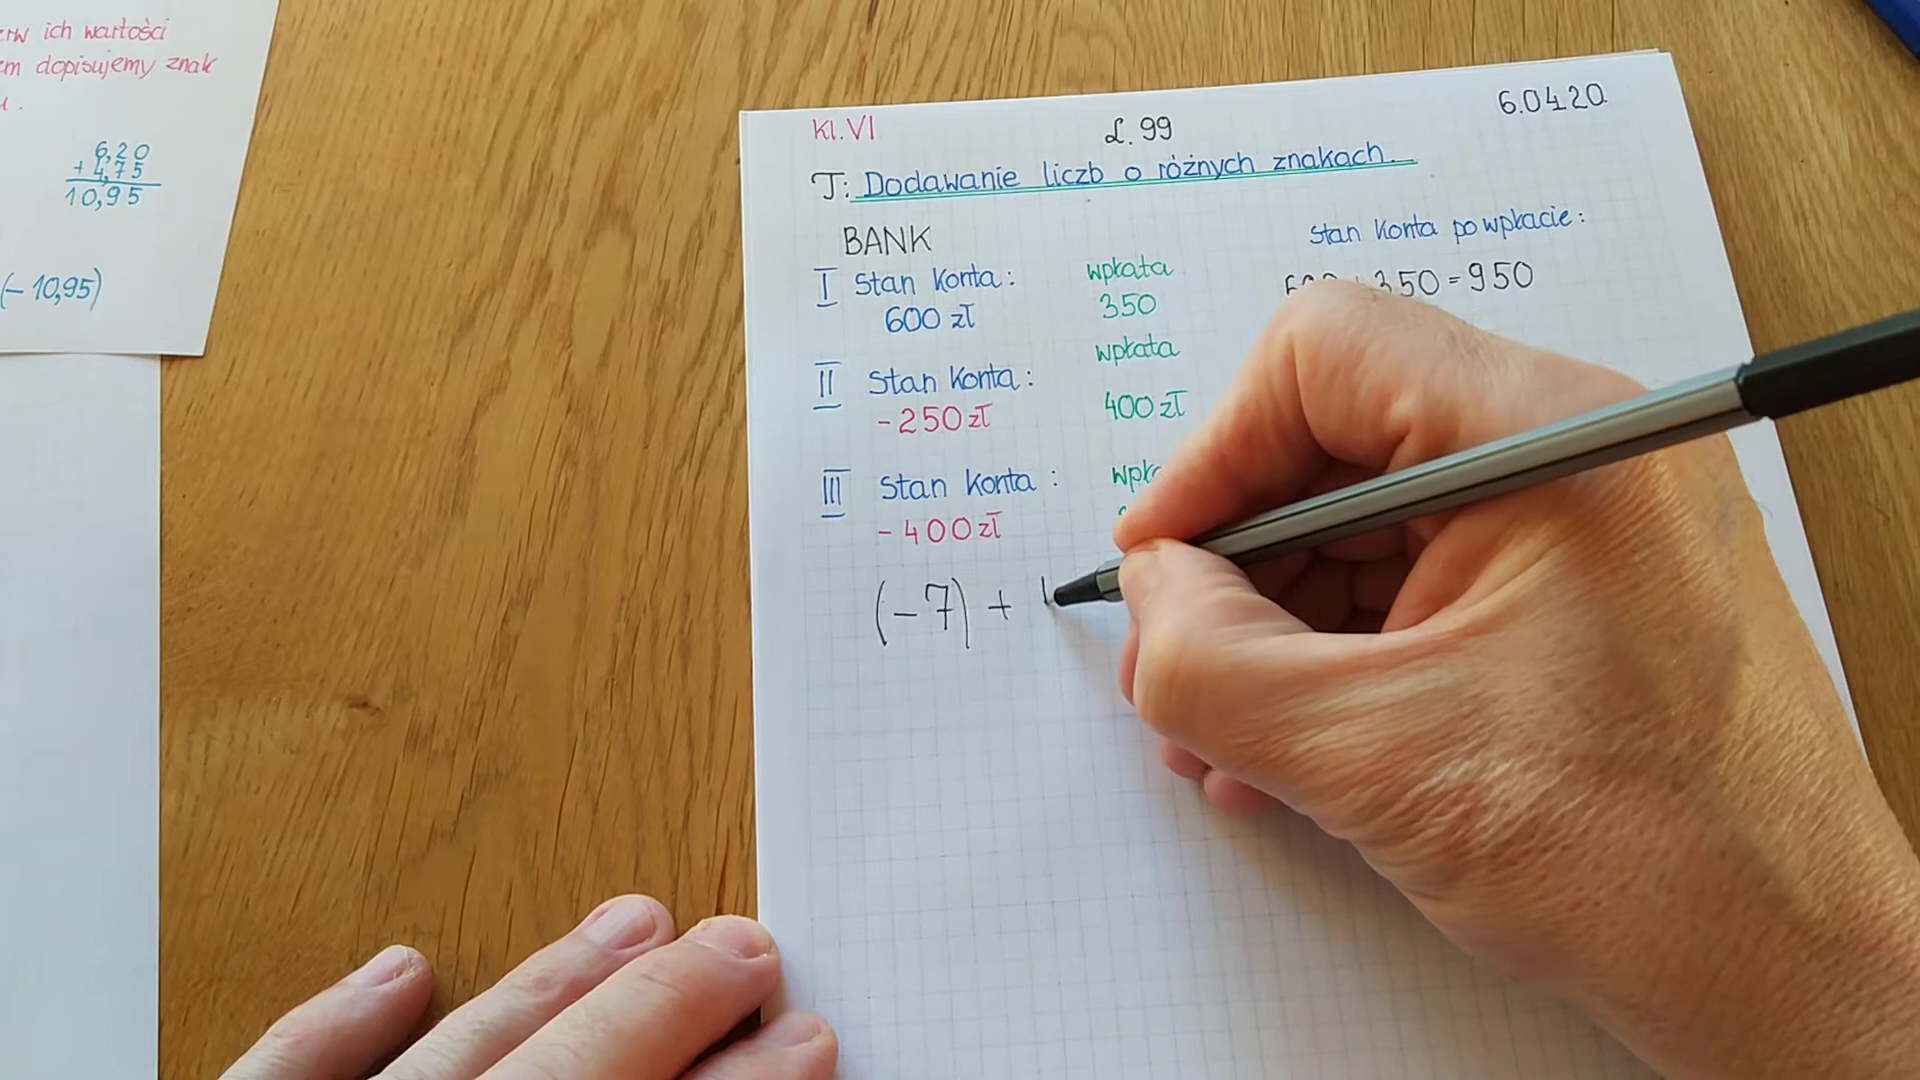 ich wartości
dopisujemy znak
6,20
+ 4,75
10,95
(- 10,95)
Kl. VI
L. 99
6.04.20.
T: Dodawanie liczb o różnych znakach.
BANK
Stan konta po wpłacie:
I Stan konta: wpłata
600 zł 350
+ 350 = 950
II Stan konta: wpłata
- 250 zł 400 zł
III Stan konta:
- 400 zł
(-7) +